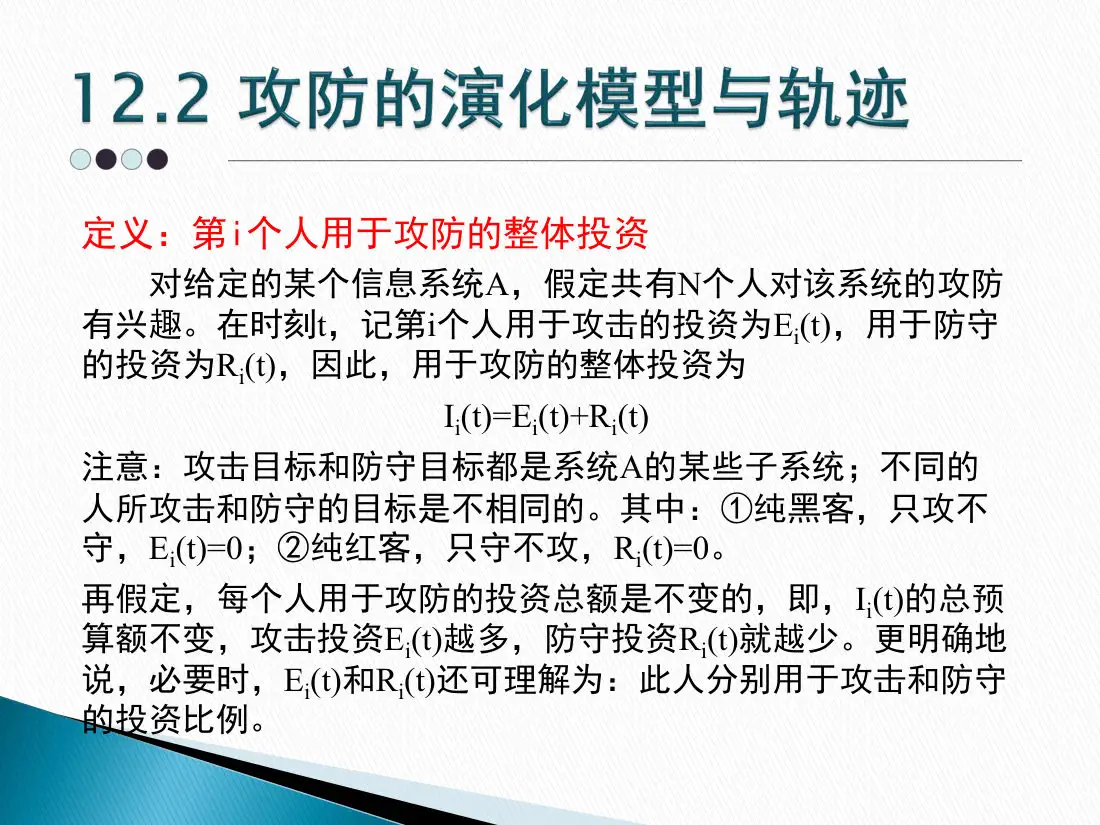 12.2 攻防的演化模型与轨迹
定义：第i个人用于攻防的整体投资
对给定的某个信息系统A，假定共有N个人对该系统的攻防
有兴趣。在时刻t，记第i个人用于攻击的投资为Ei(t)，用于防守
的投资为Ri(t)，因此，用于攻防的整体投资为
Ii(t)=Ei(t)+Ri(t)
注意：攻击目标和防守目标都是系统A的某些子系统；不同的
人所攻击和防守的目标是不相同的。其中：①纯黑客，只攻不
守，Ei(t)=0；②纯红客，只守不攻，Ri(t)=0。
再假定，每个人用于攻防的投资总额是不变的，即，Ii(t)的总预
算额不变，攻击投资Ei(t)越多，防守投资Ri(t)就越少。更明确地
说，必要时，Ei(t)和Ri(t)还可理解为：此人分别用于攻击和防守
的投资比例。